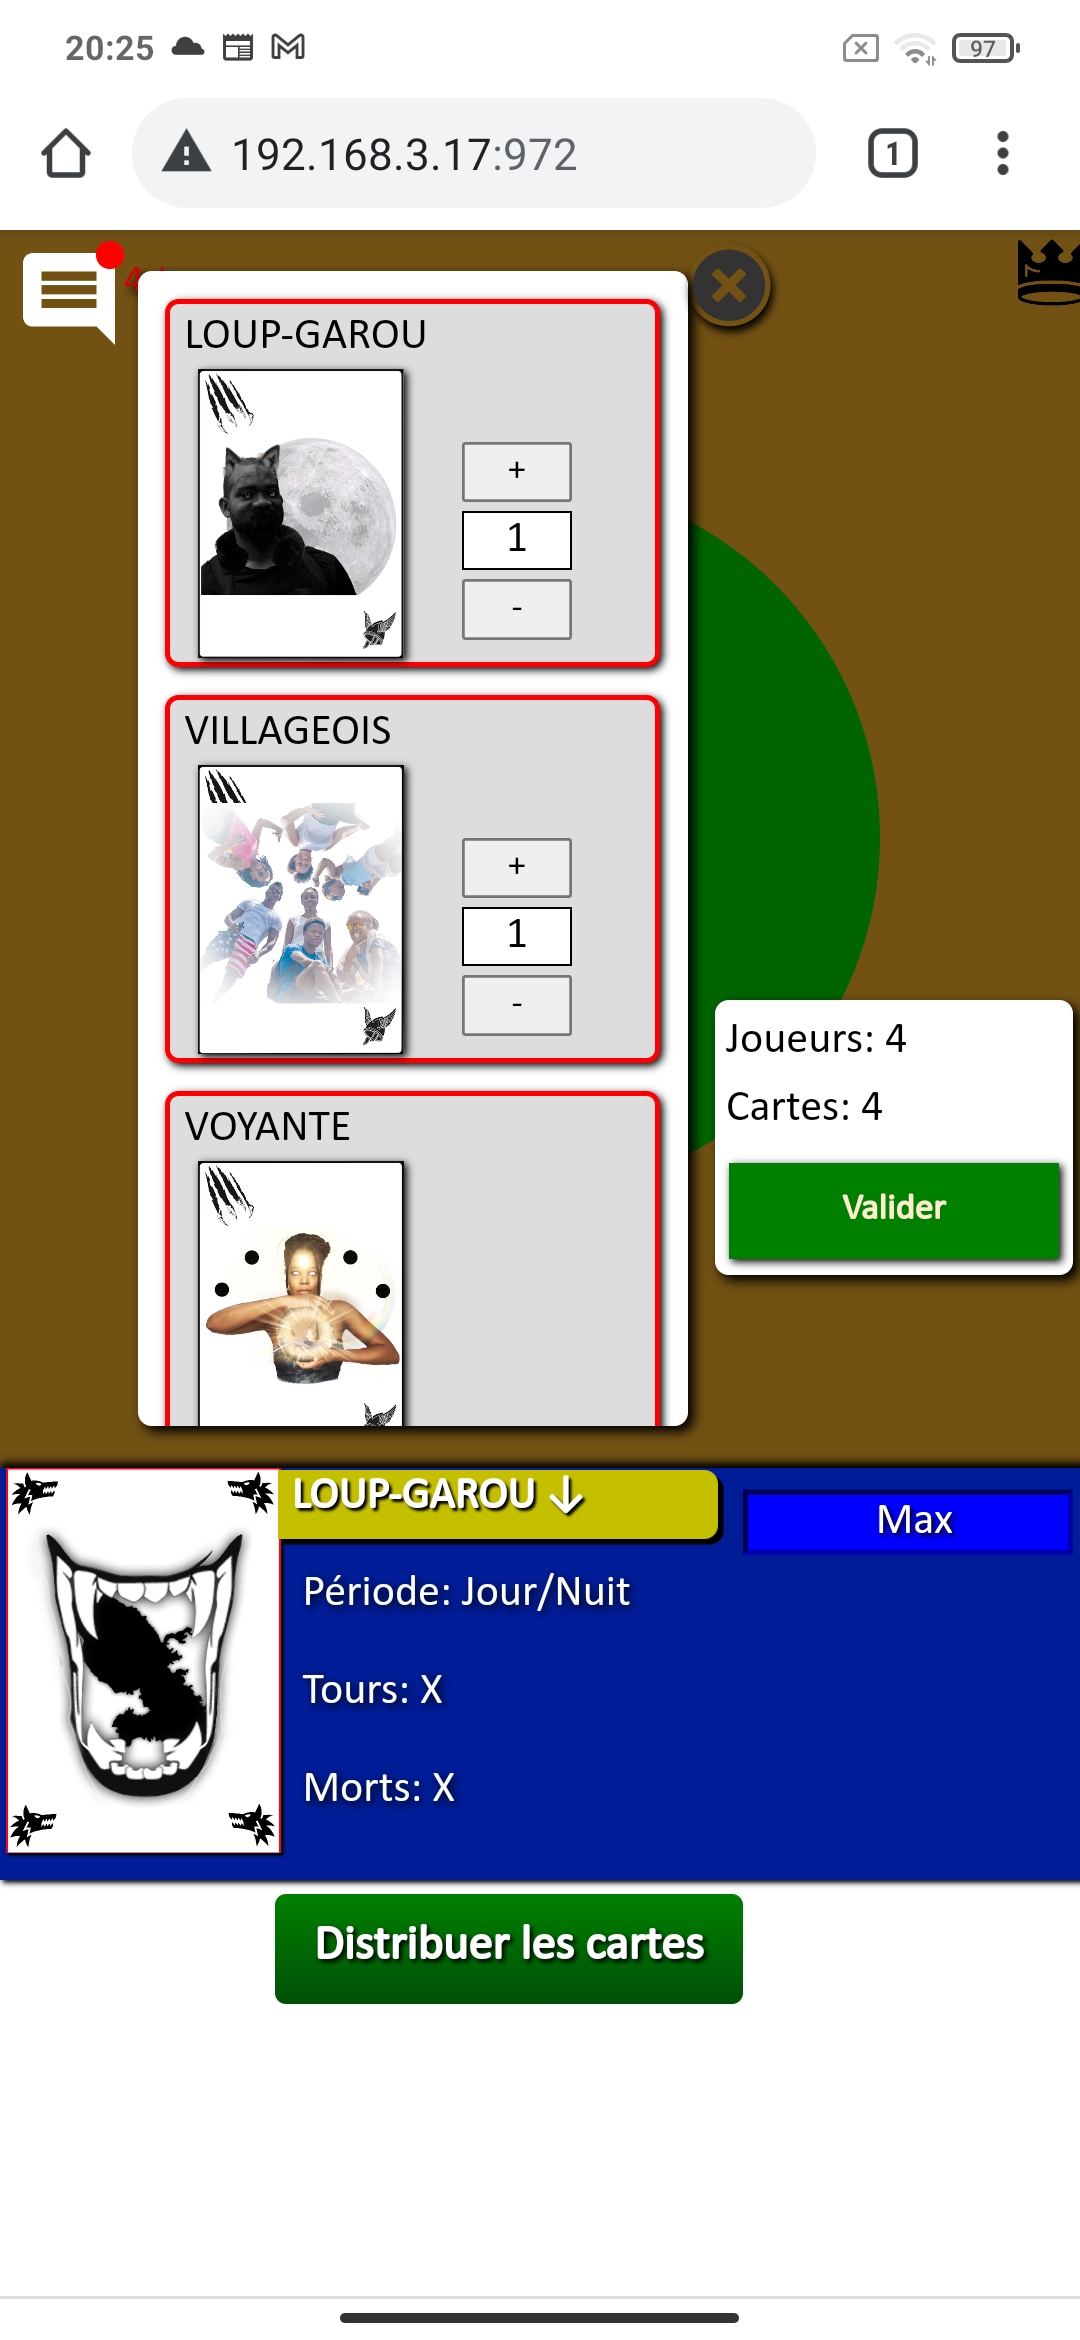 20:25
97
192.168.3.17:972
1
LOUP-GAROU
+
1
-
VILLAGEOIS
+
1
-
VOYANTE
Joueurs: 4
Cartes: 4
Valider
LOUP-GAROU ↓
Max
Période: Jour/Nuit
Tours: X
Morts: X
Distribuer les cartes